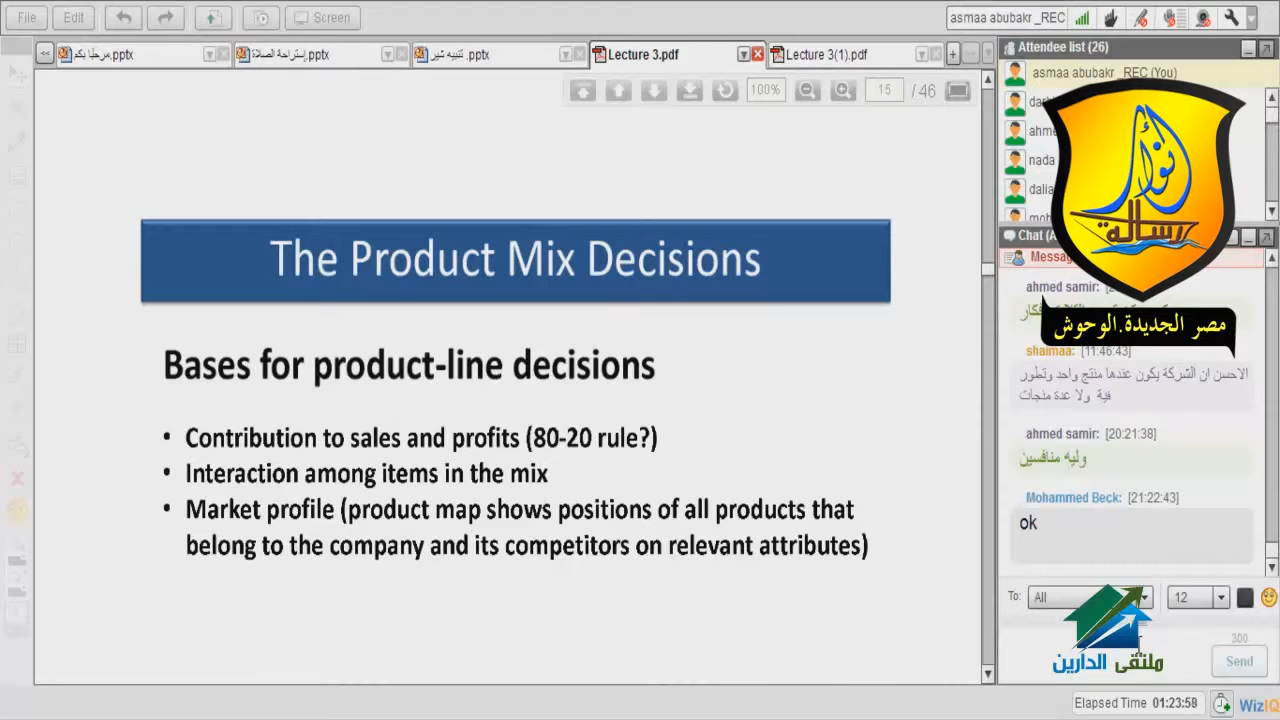 File
Edit
Screen
asmaa abubakr _REC
مرحبا بكم.pptx
إستراحة الصلاة.pptx
تنبيه شير .pptx
Lecture 3.pdf
Lecture 3(1).pdf
100%
15 / 46
The Product Mix Decisions
Bases for product-line decisions
• Contribution to sales and profits (80-20 rule?)
• Interaction among items in the mix
• Market profile (product map shows positions of all products that
belong to the company and its competitors on relevant attributes)
Attendee list (26)
asmaa abubakr _REC (You)
ahme
nada
dalia
moh
أنوار
رسالة
مصر الجديدة.الوحوش
Chat (A
Messag
ahmed samir:
shaimaa: [11:46:43]
الاحسن ان الشركة يكون عندها منتج واحد وتطور
فية ولا عدة منجات
ahmed samir: [20:21:38]
وليه منافسين
Mohammed Beck: [21:22:43]
ok
To: All
12
300
Send
ملتقى الدارين
Elapsed Time 01:23:58
WizIQ